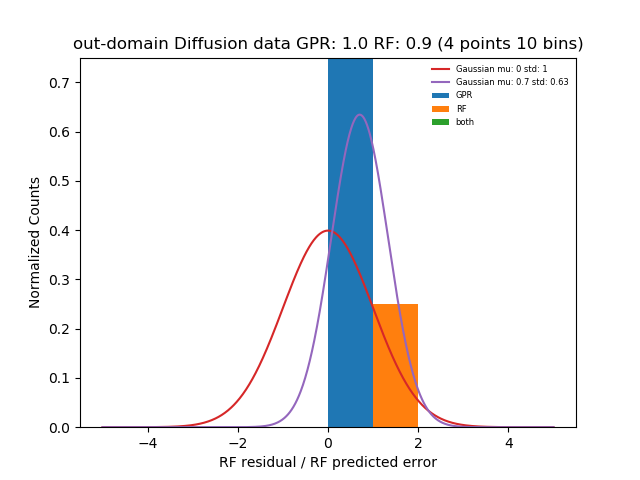 out-domain Diffusion data GPR: 1.0 RF: 0.9 (4 points 10 bins)
Gaussian mu: 0 std: 1
Gaussian mu: 0.7 std: 0.63
GPR
RF
both
Normalized Counts
0.7
0.6
0.5
0.4
0.3
0.2
0.1
0.0
−4 −2 0 2 4
RF residual / RF predicted error